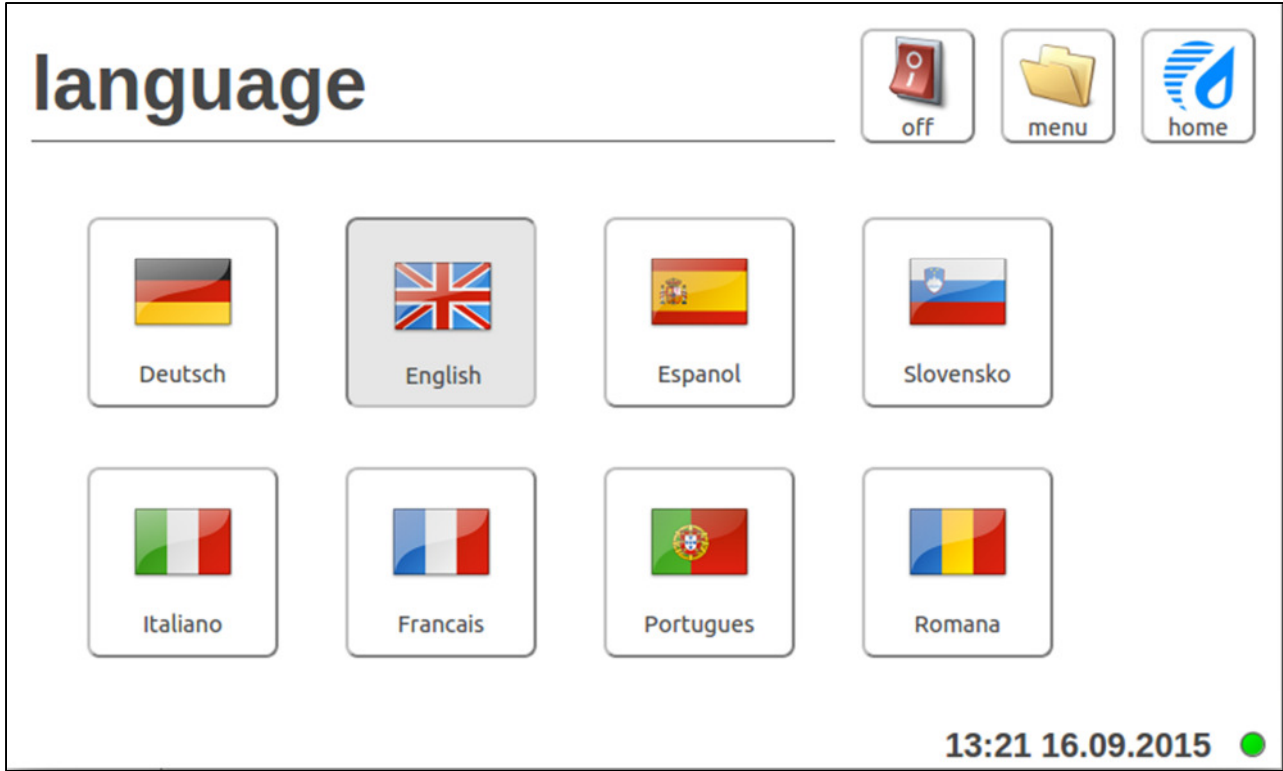 language
off menu home
Deutsch English Espanol Slovensko
Italiano Francais Portugues Romana
13:21 16.09.2015